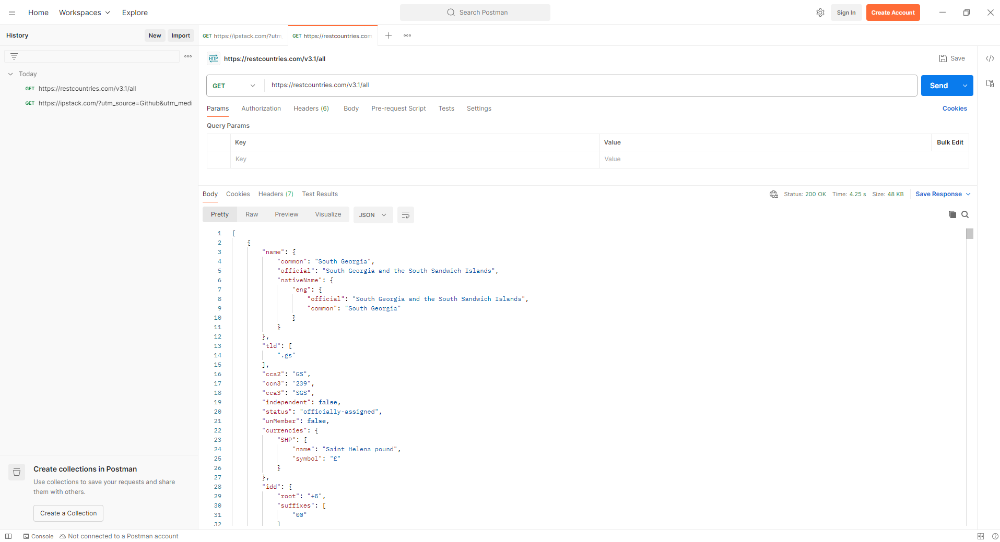 Home Workspaces Explore Search Postman Sign In Create Account
History New Import GET https://ipstack.com/?utm GET https://restcountries.com
HTTP https://restcountries.com/v3.1/all Save
Today
GET https://restcountries.com/v3.1/all
GET https://ipstack.com/?utm_source=Github&utm_medi
GET https://restcountries.com/v3.1/all Send
Params Authorization Headers (6) Body Pre-request Script Tests Settings Cookies
Query Params
Key Value Bulk Edit
Key Value
Body Cookies Headers (7) Test Results Status: 200 OK Time: 4.25 s Size: 48 KB Save Response
Pretty Raw Preview Visualize JSON
1 [
2 {
3 "name": {
4 "common": "South Georgia",
5 "official": "South Georgia and the South Sandwich Islands",
6 "nativeName": {
7 "eng": {
8 "official": "South Georgia and the South Sandwich Islands",
9 "common": "South Georgia"
10 }
11 }
12 },
13 "tld": [
14 ".gs"
15 ],
16 "cca2": "GS",
17 "ccn3": "239",
18 "cca3": "SGS",
19 "independent": false,
20 "status": "officially-assigned",
21 "unMember": false,
22 "currencies": {
23 "SHP": {
24 "name": "Saint Helena pound",
25 "symbol": "£"
26 }
27 },
28 "idd": {
29 "root": "+5",
30 "suffixes": [
31 "00"
32 ]
Create collections in Postman
Use collections to save your requests and share
them with others.
Create a Collection
Console Not connected to a Postman account